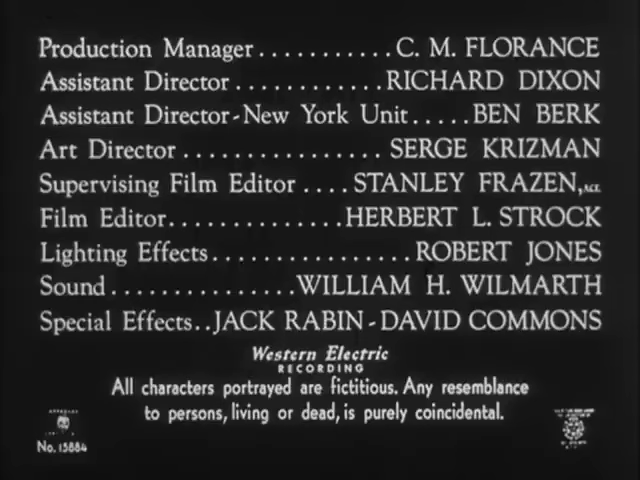 Production Manager...........C. M. FLORANCE
Assistant Director............RICHARD DIXON
Assistant Director-New York Unit.....BEN BERK
Art Director................SERGE KRIZMAN
Supervising Film Editor....STANLEY FRAZEN, A.C.E.
Film Editor..............HERBERT L. STROCK
Lighting Effects................ROBERT JONES
Sound...............WILLIAM H. WILMARTH
Special Effects..JACK RABIN-DAVID COMMONS
Western Electric
RECORDING
All characters portrayed are fictitious. Any resemblance
to persons, living or dead, is purely coincidental.
No. 15884